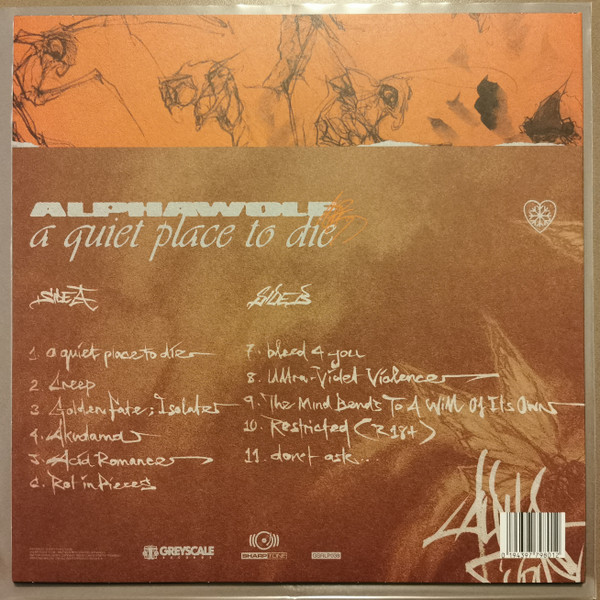 ALPHAWOLF
a quiet place to die
SIDE A
1. a quiet place to die
2 Creep
3 Golden Fate; Isolate
4. Akudama
5. Acid Romance
6. Rot in Pieces
SIDE B
7. bleed 4 you
8. Ultra-Violet Violence
9. The Mind Bends To A Will Of Its Own
10 Restricted (R18+)
11. don't ask...
GREYSCALE
RECORDS
SHARPTONE